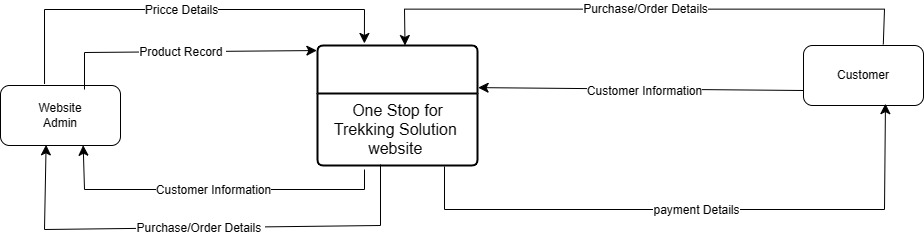 Pricce Details
Purchase/Order Details
Product Record
Customer
Customer Information
Website
Admin
One Stop for
Trekking Solution
website
Customer Information
payment Details
Purchase/Order Details